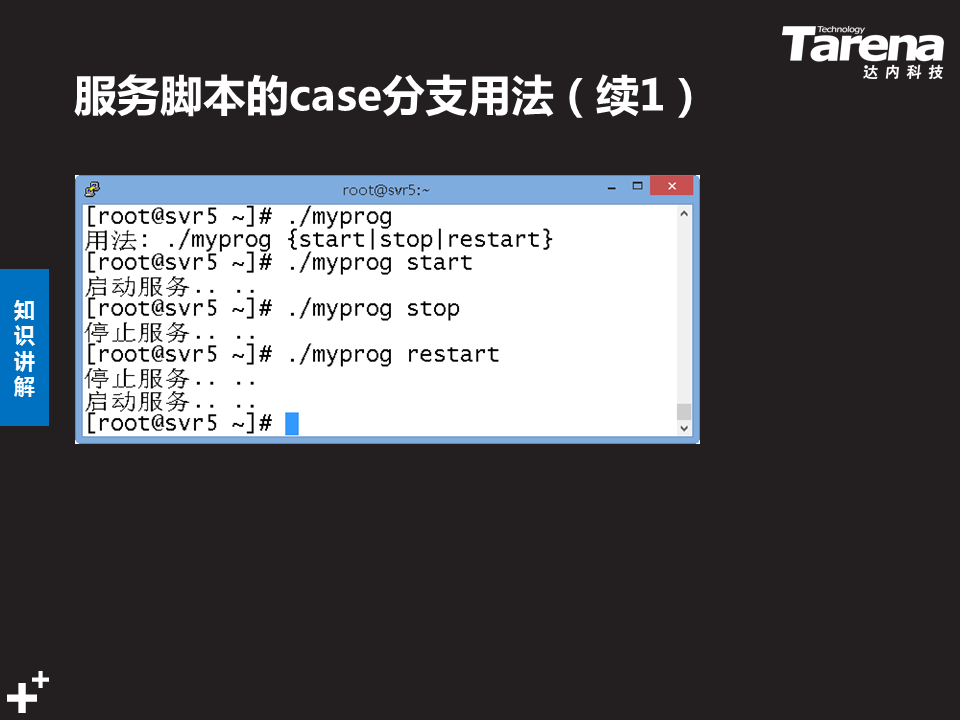 Technology
Tarena
达内科技
服务脚本的case分支用法（续1）
root@svr5:~
[root@svr5 ~]# ./myprog
用法: ./myprog {start|stop|restart}
[root@svr5 ~]# ./myprog start
启动服务.. ..
[root@svr5 ~]# ./myprog stop
停止服务.. ..
[root@svr5 ~]# ./myprog restart
停止服务.. ..
启动服务.. ..
[root@svr5 ~]#
知识讲解